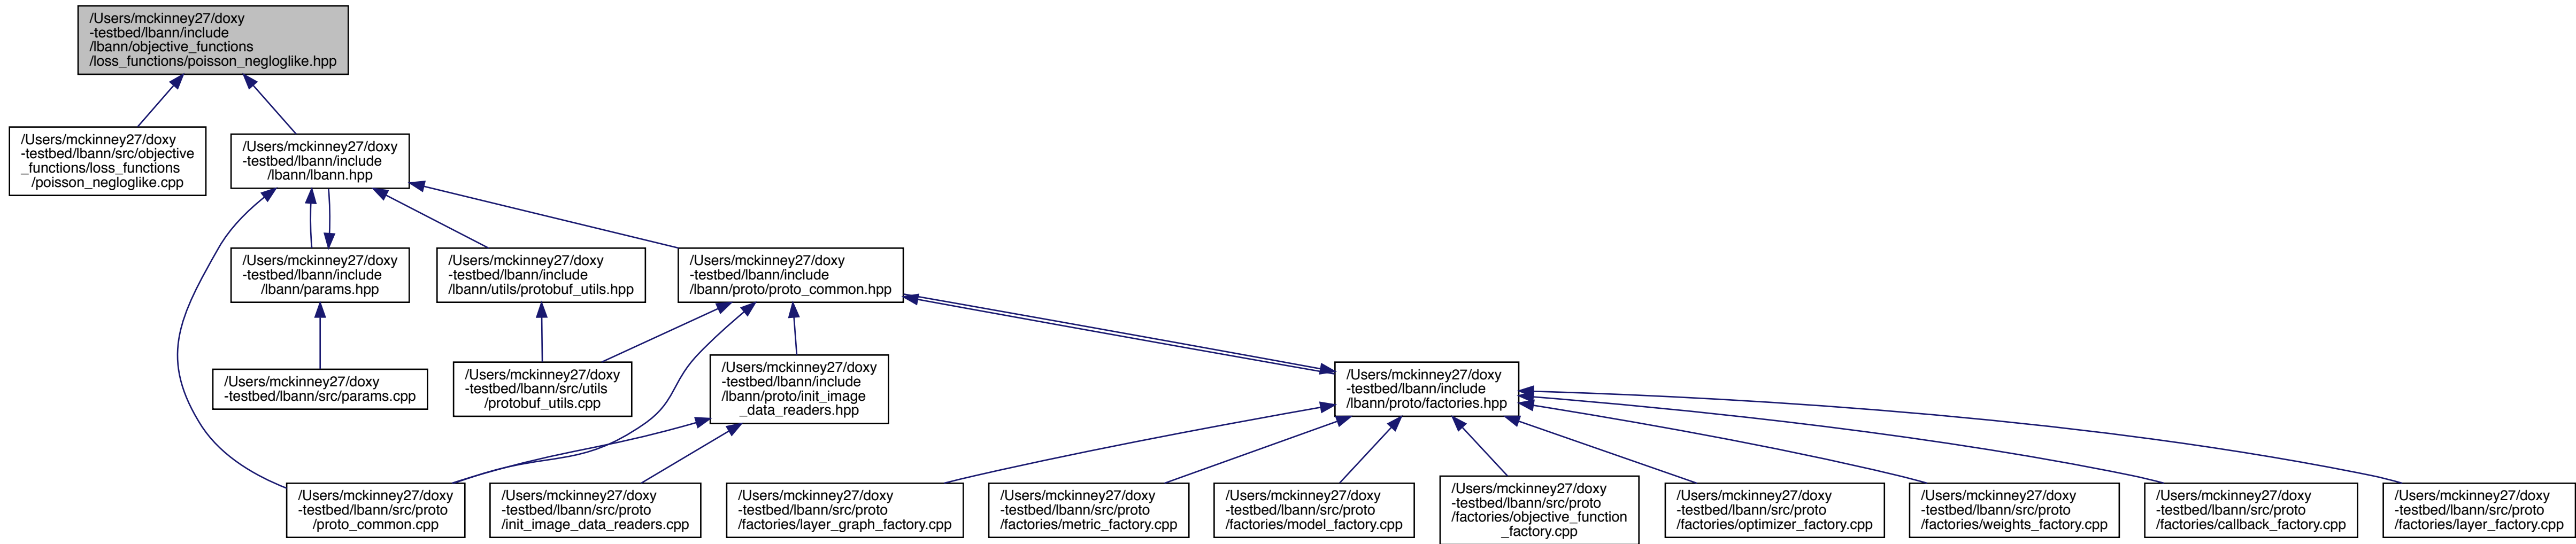 /Users/mckinney27/doxy
-testbed/lbann/include
/lbann/objective_functions
/loss_functions/poisson_negloglike.hpp
/Users/mckinney27/doxy
-testbed/lbann/src/objective
_functions/loss_functions
/poisson_negloglike.cpp
/Users/mckinney27/doxy
-testbed/lbann/include
/lbann/lbann.hpp
/Users/mckinney27/doxy
-testbed/lbann/include
/lbann/params.hpp
/Users/mckinney27/doxy
-testbed/lbann/include
/lbann/utils/protobuf_utils.hpp
/Users/mckinney27/doxy
-testbed/lbann/include
/lbann/proto/proto_common.hpp
/Users/mckinney27/doxy
-testbed/lbann/src/params.cpp
/Users/mckinney27/doxy
-testbed/lbann/src/utils
/protobuf_utils.cpp
/Users/mckinney27/doxy
-testbed/lbann/include
/lbann/proto/init_image
_data_readers.hpp
/Users/mckinney27/doxy
-testbed/lbann/include
/lbann/proto/factories.hpp
/Users/mckinney27/doxy
-testbed/lbann/src/proto
/proto_common.cpp
/Users/mckinney27/doxy
-testbed/lbann/src/proto
/init_image_data_readers.cpp
/Users/mckinney27/doxy
-testbed/lbann/src/proto
/factories/layer_graph_factory.cpp
/Users/mckinney27/doxy
-testbed/lbann/src/proto
/factories/metric_factory.cpp
/Users/mckinney27/doxy
-testbed/lbann/src/proto
/factories/model_factory.cpp
/Users/mckinney27/doxy
-testbed/lbann/src/proto
/factories/objective_function
_factory.cpp
/Users/mckinney27/doxy
-testbed/lbann/src/proto
/factories/optimizer_factory.cpp
/Users/mckinney27/doxy
-testbed/lbann/src/proto
/factories/weights_factory.cpp
/Users/mckinney27/doxy
-testbed/lbann/src/proto
/factories/callback_factory.cpp
/Users/mckinney27/doxy
-testbed/lbann/src/proto
/factories/layer_factory.cpp